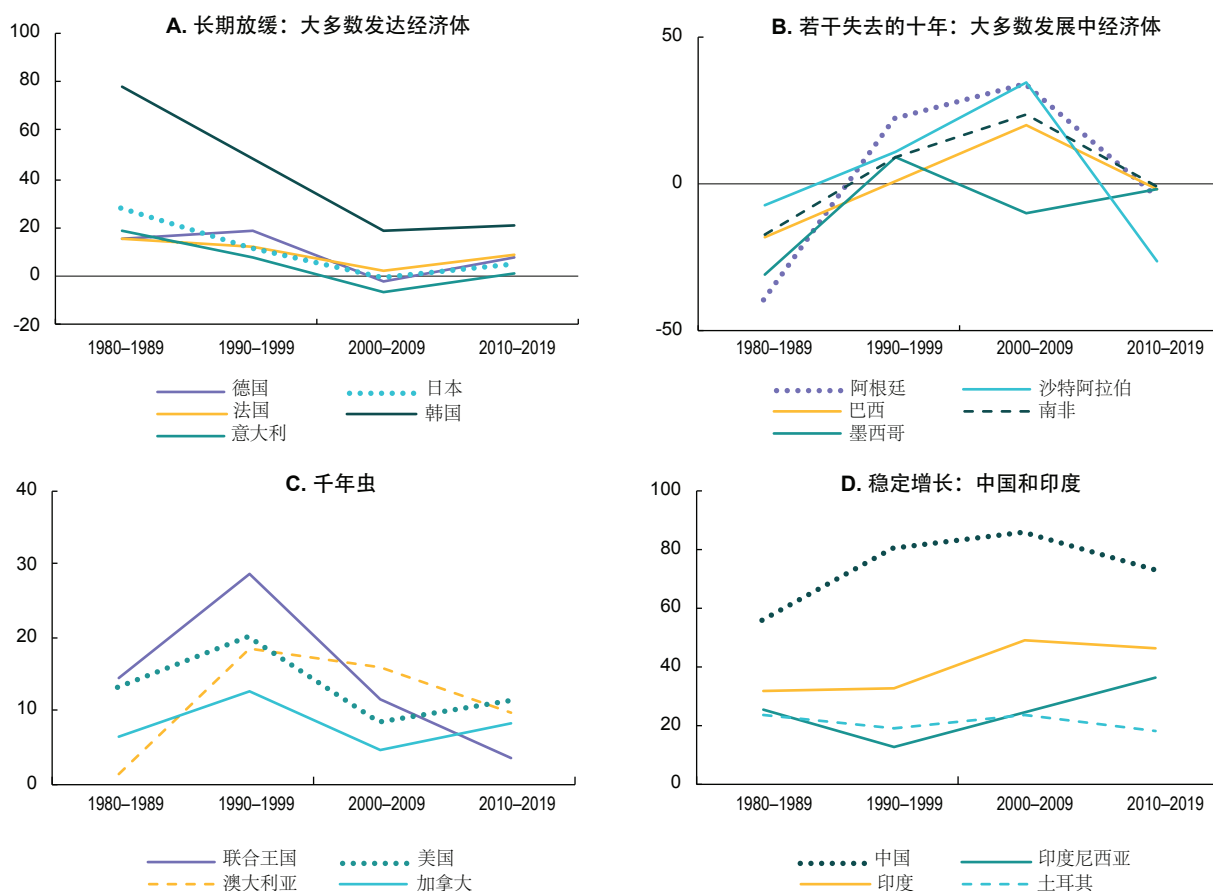 A. 长期放缓：大多数发达经济体
100
80
60
40
20
0
-20
1980–1989 1990–1999 2000–2009 2010–2019
德国 日本
法国 韩国
意大利
B. 若干失去的十年：大多数发展中经济体
50
0
-50
1980–1989 1990–1999 2000–2009 2010–2019
阿根廷 沙特阿拉伯
巴西 南非
墨西哥
C. 千年虫
40
30
20
10
0
1980–1989 1990–1999 2000–2009 2010–2019
联合王国 美国
澳大利亚 加拿大
D. 稳定增长：中国和印度
100
80
60
40
20
0
1980–1989 1990–1999 2000–2009 2010–2019
中国 印度尼西亚
印度 土耳其